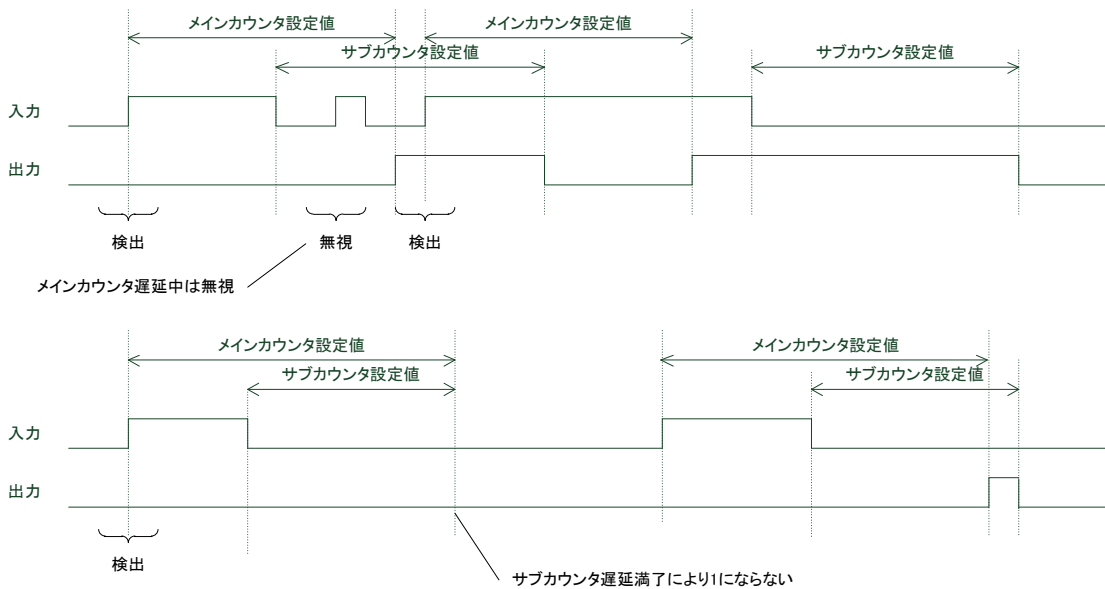 メインカウンタ設定値
メインカウンタ設定値
サブカウンタ設定値
サブカウンタ設定値
入力
出力
検出
無視
検出
メインカウンタ遅延中は無視
メインカウンタ設定値
メインカウンタ設定値
サブカウンタ設定値
サブカウンタ設定値
入力
出力
検出
サブカウンタ遅延満了により1にならない